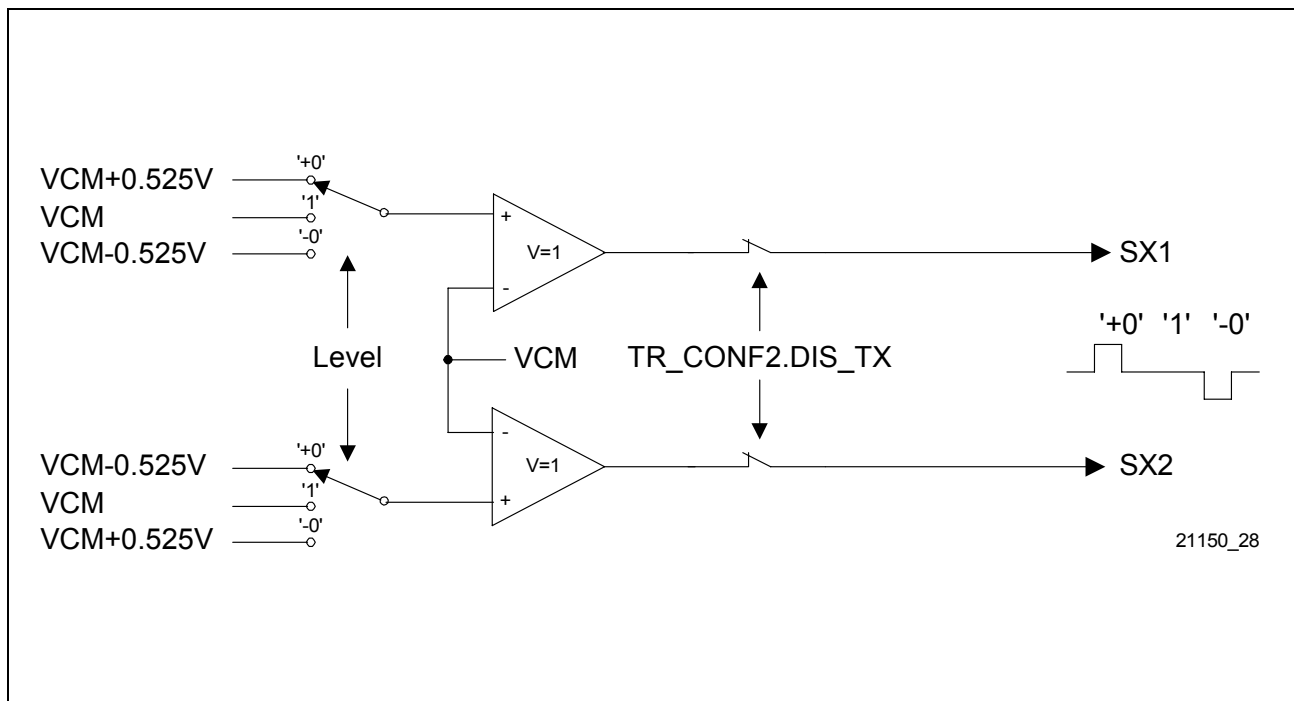 '+0'
VCM+0.525V
'1'
VCM
'-0'
VCM-0.525V
+
V=1
-
SX1
'+0' '1' '-0'
Level
VCM
TR_CONF2.DIS_TX
-
V=1
+
SX2
'+0'
VCM-0.525V
'1'
VCM
'-0'
VCM+0.525V
21150_28